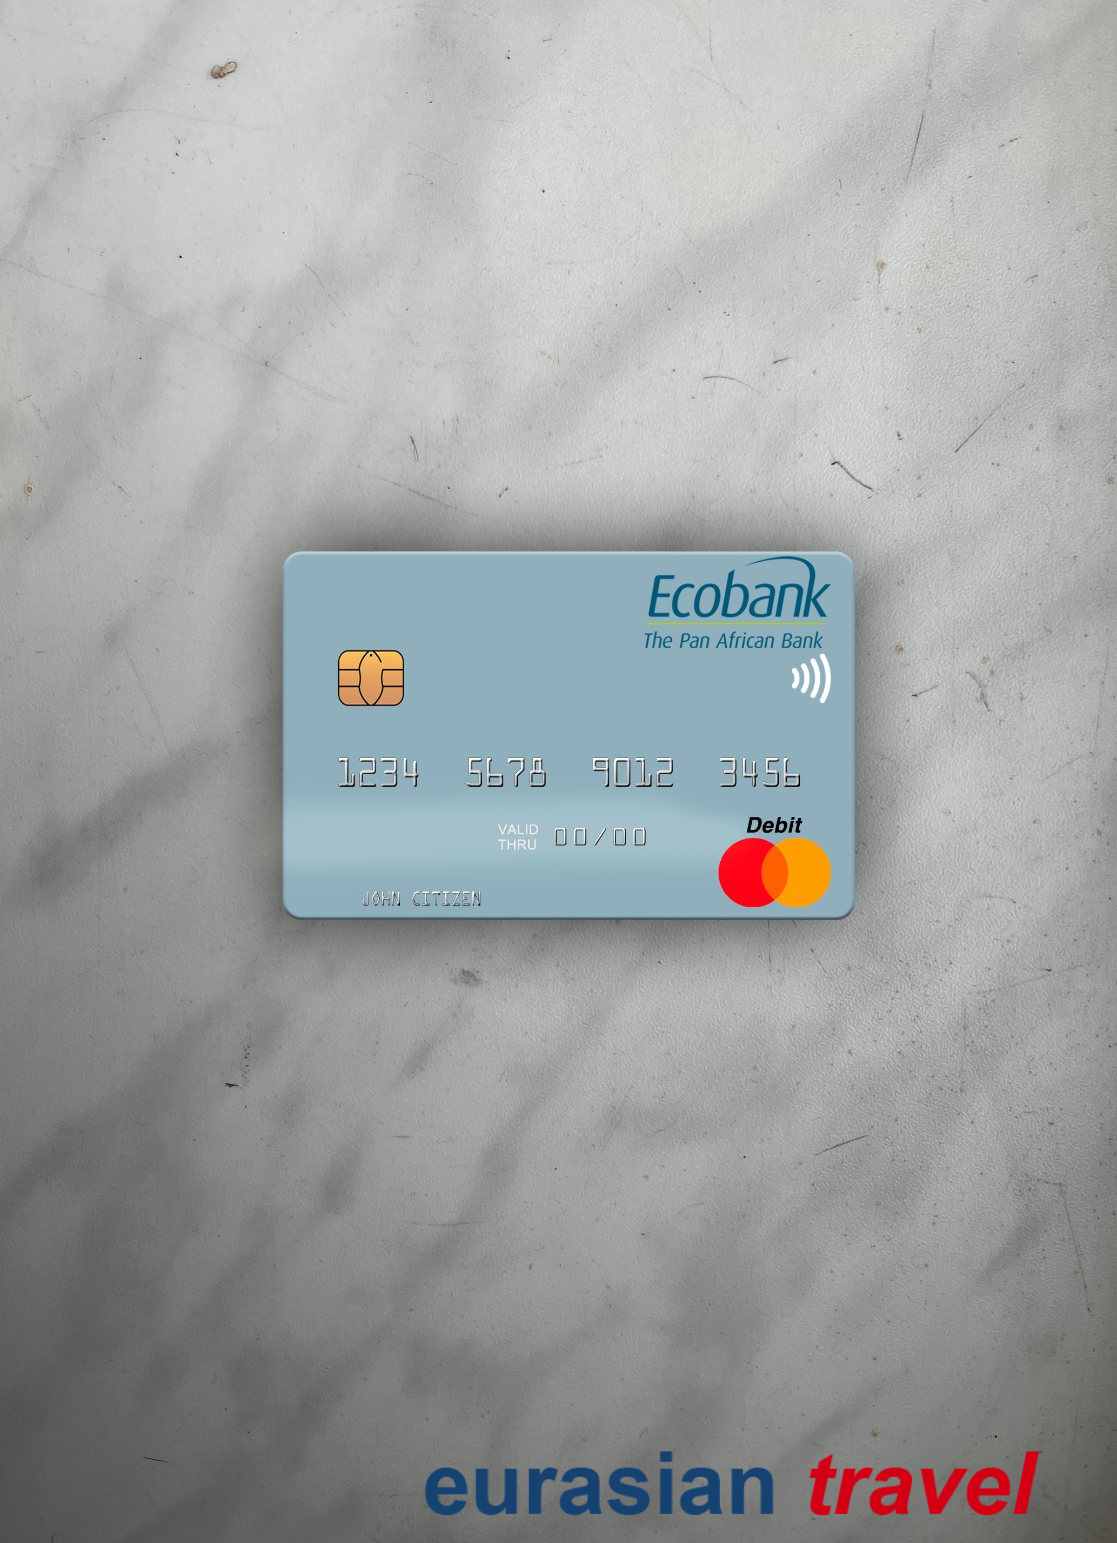 Ecobank
The Pan African Bank
1234 5678 9012 3456
VALID THRU 00/00
Debit
JOHN CITIZEN
eurasian travel